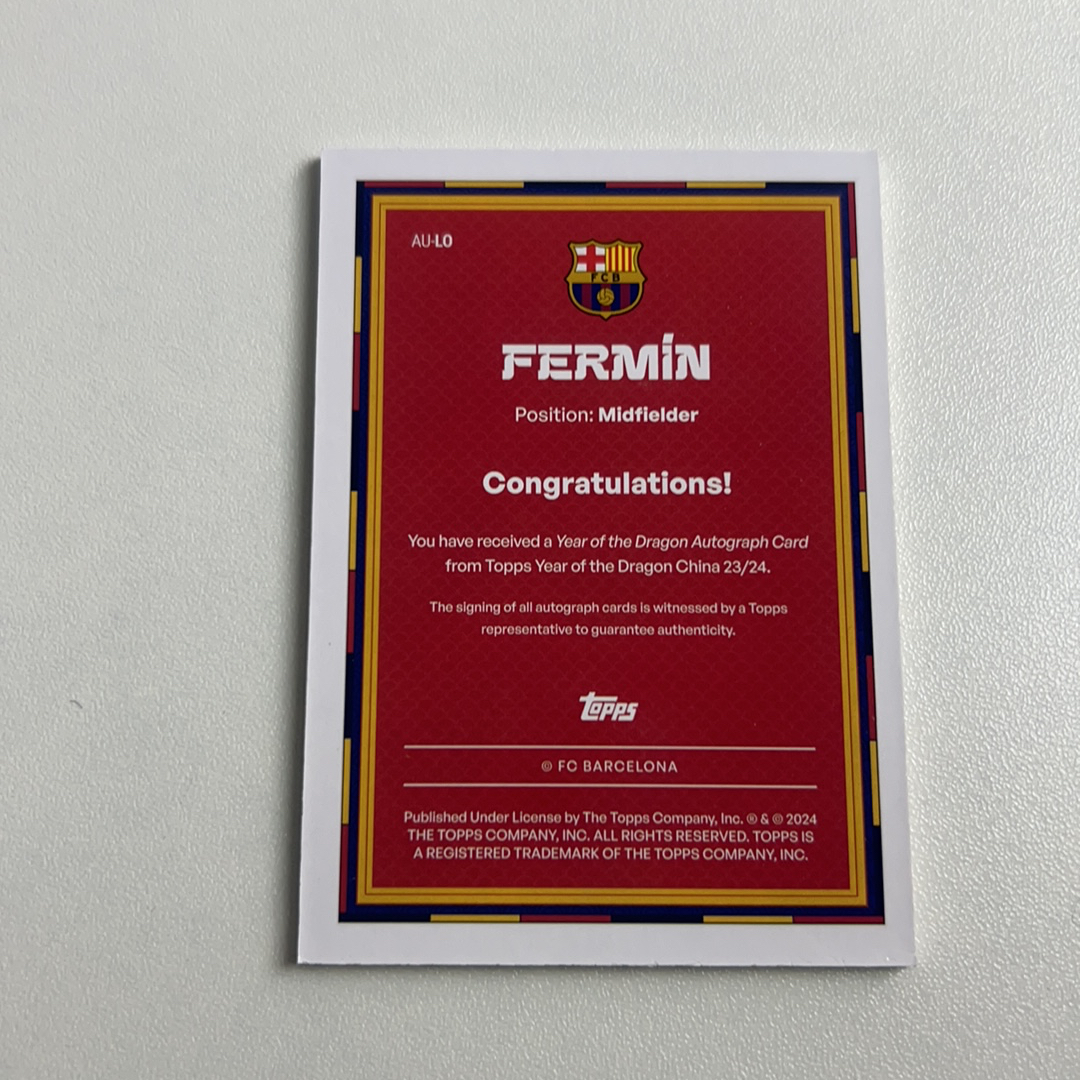 AU-LO
FCB
FERMÍN
Position: Midfielder
Congratulations!
You have received a Year of the Dragon Autograph Card
from Topps Year of the Dragon China 23/24.
The signing of all autograph cards is witnessed by a Topps
representative to guarantee authenticity.
Topps
© FC BARCELONA
Published Under License by The Topps Company, Inc. ® & © 2024
THE TOPPS COMPANY, INC. ALL RIGHTS RESERVED. TOPPS IS
A REGISTERED TRADEMARK OF THE TOPPS COMPANY, INC.